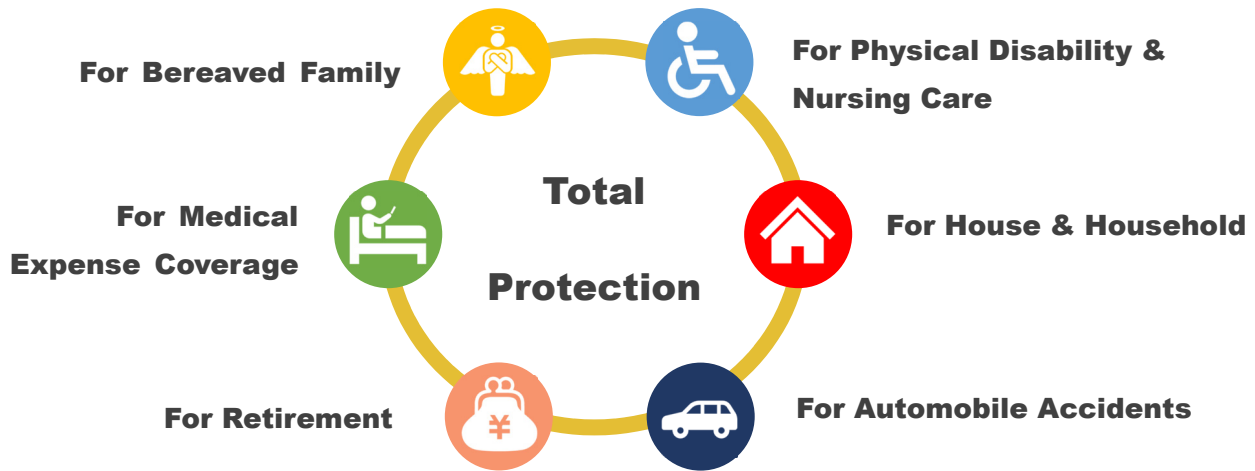 For Bereaved Family
For Physical Disability &
Nursing Care
For Medical
Expense Coverage
Total
Protection
For House & Household
For Retirement
¥
For Automobile Accidents